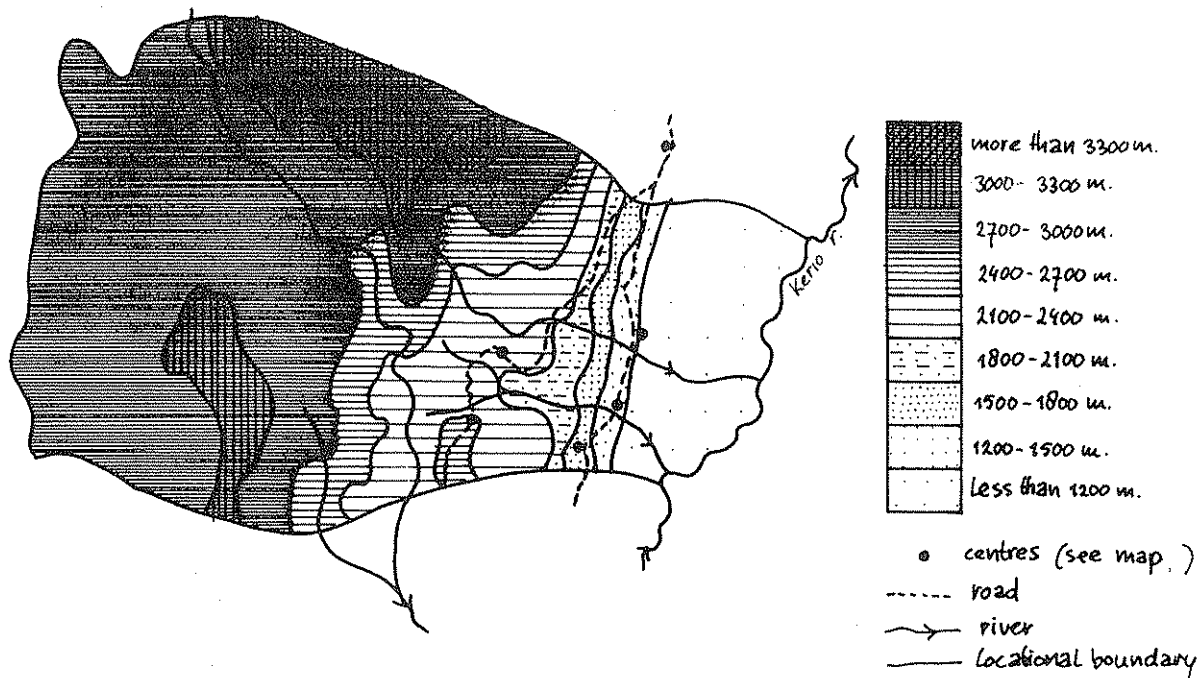 more than 3300 m.
3000 - 3300 m.
2700 - 3000 m.
2400 - 2700 m.
2100 - 2400 m.
1800 - 2100 m.
1500 - 1800 m.
1200 - 1500 m.
Less than 1200 m.
Kerio r.
centres (see map.)
road
river
locational boundary